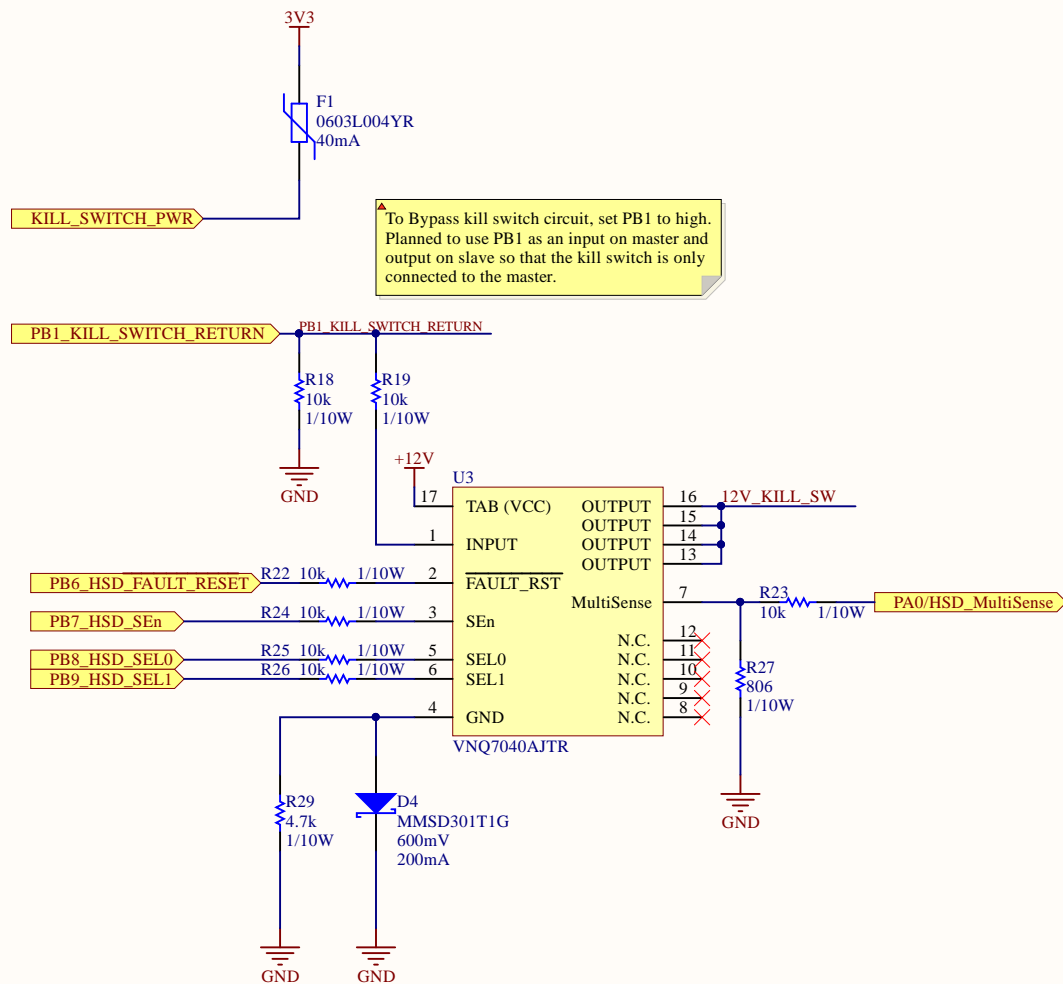 3V3
F1
0603L004YR
40mA
KILL_SWITCH_PWR
To Bypass kill switch circuit, set PB1 to high.
Planned to use PB1 as an input on master and
output on slave so that the kill switch is only
connected to the master.
PB1_KILL_SWITCH_RETURN
PB1_KILL_SWITCH_RETURN
R18
10k
1/10W
R19
10k
1/10W
GND
+12V
U3
17
TAB (VCC)
OUTPUT
16
12V_KILL_SW
OUTPUT
15
1
INPUT
OUTPUT
14
OUTPUT
13
PB6_HSD_FAULT_RESET
R22
10k
1/10W
2
FAULT_RST
MultiSense
7
R23
10k
1/10W
PA0/HSD_MultiSense
PB7_HSD_SEn
R24
10k
1/10W
3
SEn
N.C.
12
PB8_HSD_SEL0
R25
10k
1/10W
5
SEL0
N.C.
11
PB9_HSD_SEL1
R26
10k
1/10W
6
SEL1
N.C.
10
N.C.
9
4
GND
N.C.
8
R27
806
1/10W
VNQ7040AJTR
GND
R29
4.7k
1/10W
D4
MMSD301T1G
600mV
200mA
GND
GND